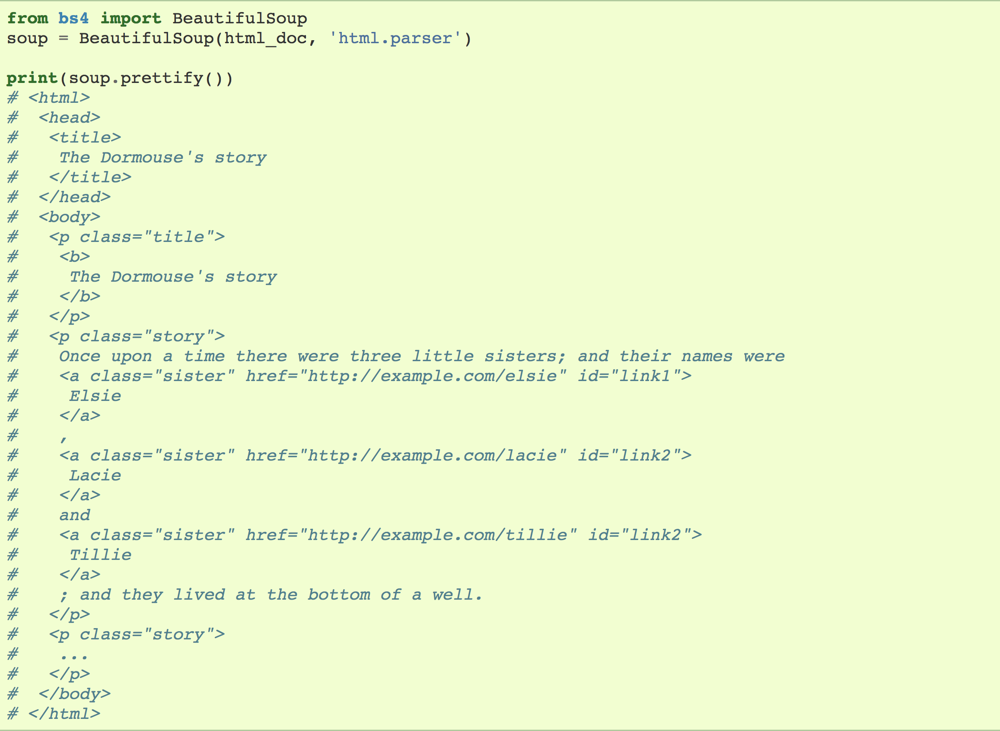 from bs4 import BeautifulSoup
soup = BeautifulSoup(html_doc, 'html.parser')

print(soup.prettify())
# <html>
#  <head>
#   <title>
#    The Dormouse's story
#   </title>
#  </head>
#  <body>
#   <p class="title">
#    <b>
#     The Dormouse's story
#    </b>
#   </p>
#   <p class="story">
#    Once upon a time there were three little sisters; and their names were
#    <a class="sister" href="http://example.com/elsie" id="link1">
#     Elsie
#    </a>
#    ,
#    <a class="sister" href="http://example.com/lacie" id="link2">
#     Lacie
#    </a>
#    and
#    <a class="sister" href="http://example.com/tillie" id="link2">
#     Tillie
#    </a>
#    ; and they lived at the bottom of a well.
#   </p>
#   <p class="story">
#    ...
#   </p>
#  </body>
# </html>